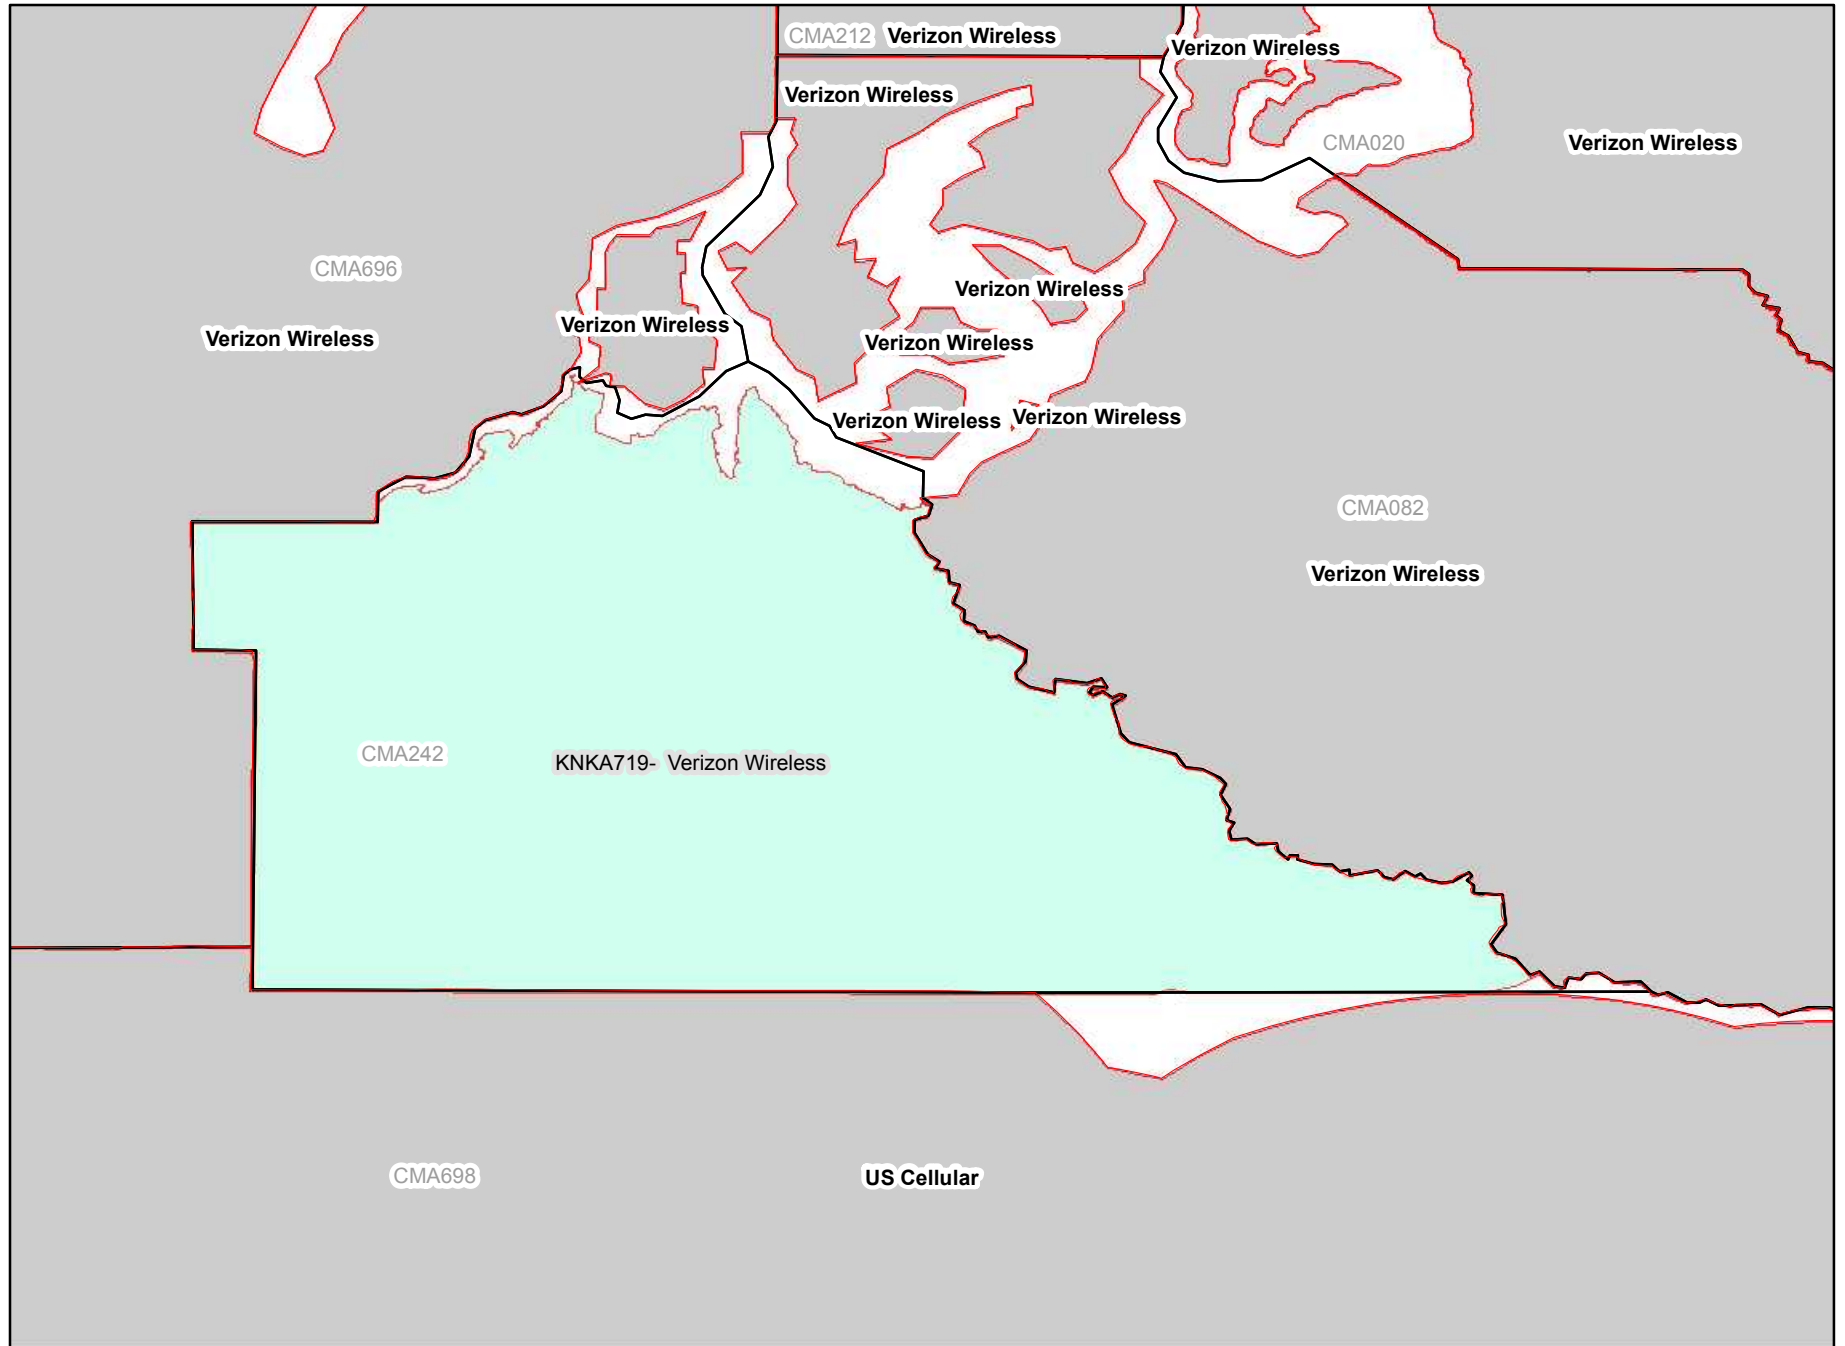 CMA212 Verizon Wireless
Verizon Wireless
Verizon Wireless
CMA020
Verizon Wireless
CMA696
Verizon Wireless
Verizon Wireless
Verizon Wireless
Verizon Wireless
Verizon Wireless
Verizon Wireless
CMA082
Verizon Wireless
CMA242
KNKA719- Verizon Wireless
CMA698
US Cellular